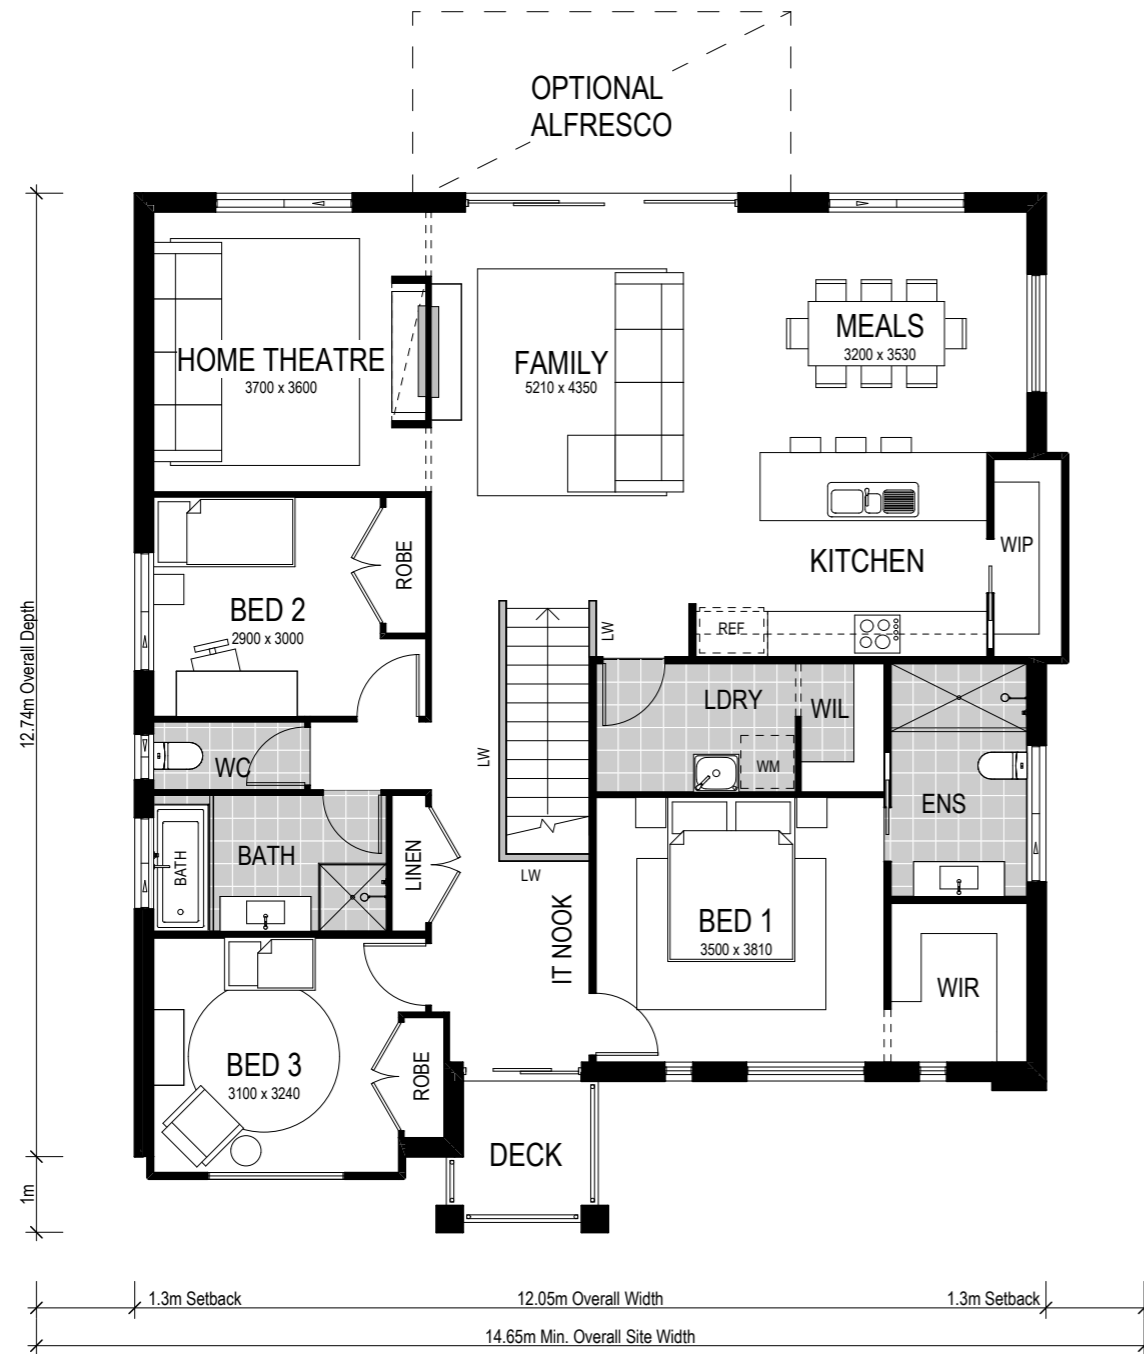 OPTIONAL
ALFRESCO
HOME THEATRE
3700 x 3600
FAMILY
5210 x 4350
MEALS
3200 x 3530
KITCHEN
WIP
REF
BED 2
2900 x 3000
ROBE
LW
LDRY
WIL
WM
WC
LW
ENS
BATH
BATH
LINEN
LW
IT NOOK
BED 1
3500 x 3810
WIR
BED 3
3100 x 3240
ROBE
DECK
12.74m Overall Depth
1m
1.3m Setback
12.05m Overall Width
1.3m Setback
14.65m Min. Overall Site Width